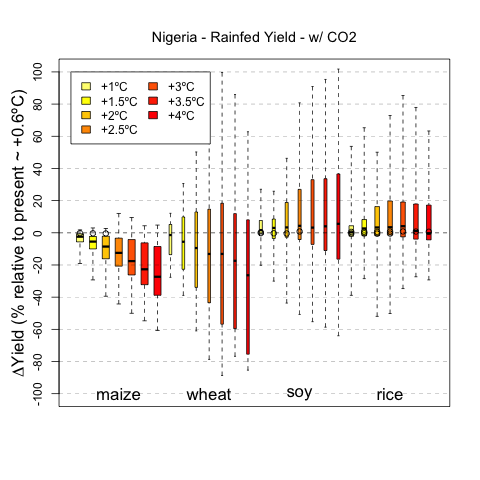 Nigeria - Rainfed Yield - w/ CO2
ΔYield (% relative to present ~ +0.6ºC)
100
80
60
40
20
0
-20
-40
-60
-80
-100
+1ºC
+1.5ºC
+2ºC
+2.5ºC
+3ºC
+3.5ºC
+4ºC
maize wheat soy rice